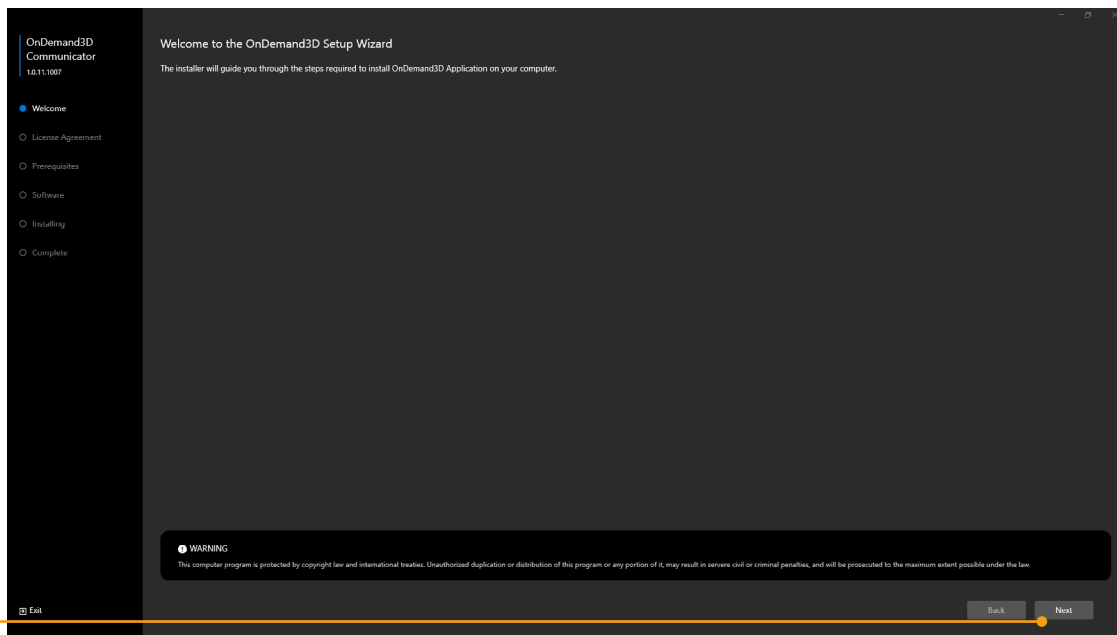 OnDemand3D
Communicator
1.0.11.1007
Welcome
License Agreement
Prerequisites
Software
Installing
Complete
Exit
Welcome to the OnDemand3D Setup Wizard
The installer will guide you through the steps required to install OnDemand3D Application on your computer.
WARNING
This computer program is protected by copyright law and international treaties. Unauthorized duplication or distribution of this program or any portion of it, may result in servere civil or criminal penalties, and will be prosecuted to the maximum extent possible under the law.
Back Next